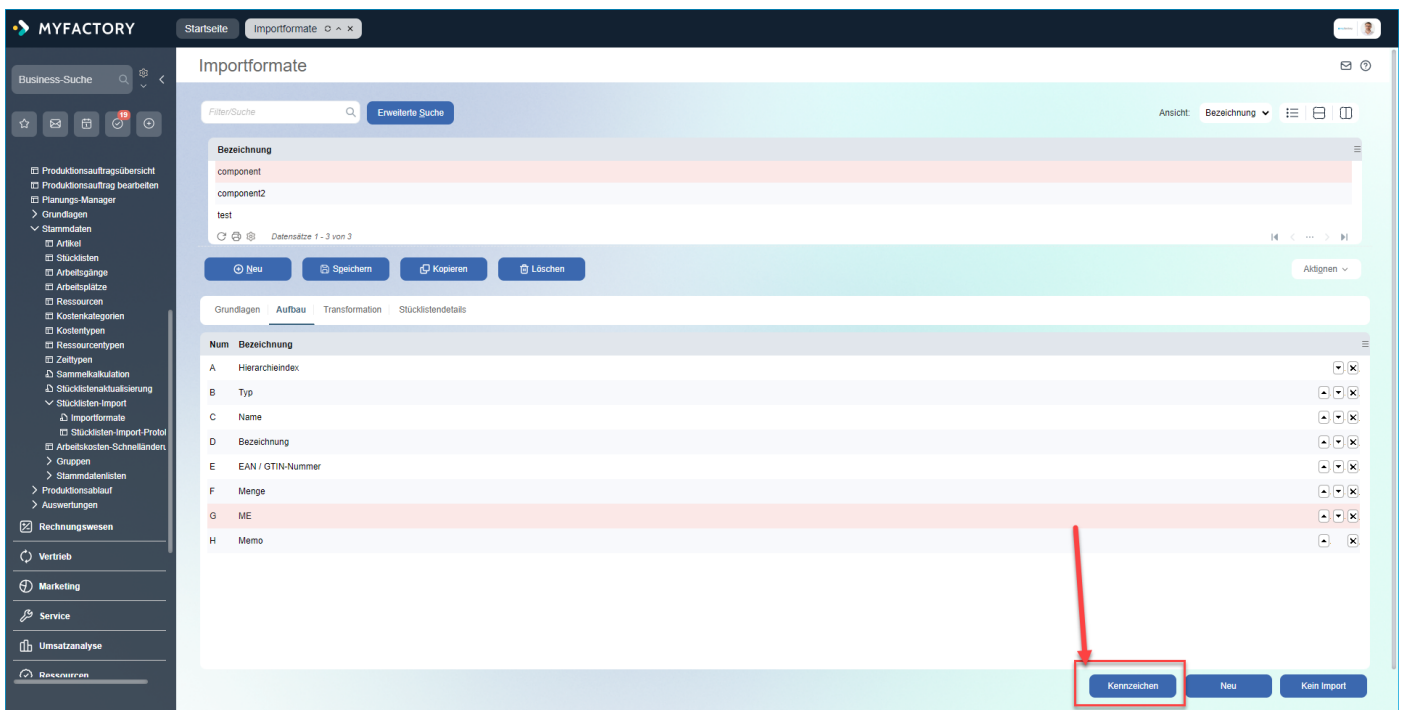 MYFACTORY
Startseite
Importformate
Business-Suche
19
Produktionsauftragsübersicht
Produktionsauftrag bearbeiten
Planungs-Manager
Grundlagen
Stammdaten
Artikel
Stücklisten
Arbeitsgänge
Arbeitsplätze
Ressourcen
Kostenkategorien
Kostentypen
Ressourcentypen
Zeittypen
Sammelkalkulation
Stücklistenaktualisierung
Stücklisten-Import
Importformate
Stücklisten-Import-Protol
Arbeitskosten-Schnelländeru
Gruppen
Stammdatenlisten
Produktionsablauf
Auswertungen
Rechnungswesen
Vertrieb
Marketing
Service
Umsatzanalyse
Ressourcen
Importformate
Filter/Suche
Erweiterte Suche
Ansicht: Bezeichnung
Bezeichnung
component
component2
test
Datensätze 1 - 3 von 3
Neu Speichern Kopieren Löschen Aktionen
Grundlagen Aufbau Transformation Stücklistendetails
Num Bezeichnung
A Hierarchieindex
B Typ
C Name
D Bezeichnung
E EAN / GTIN-Nummer
F Menge
G ME
H Memo
Kennzeichen Neu Kein Import